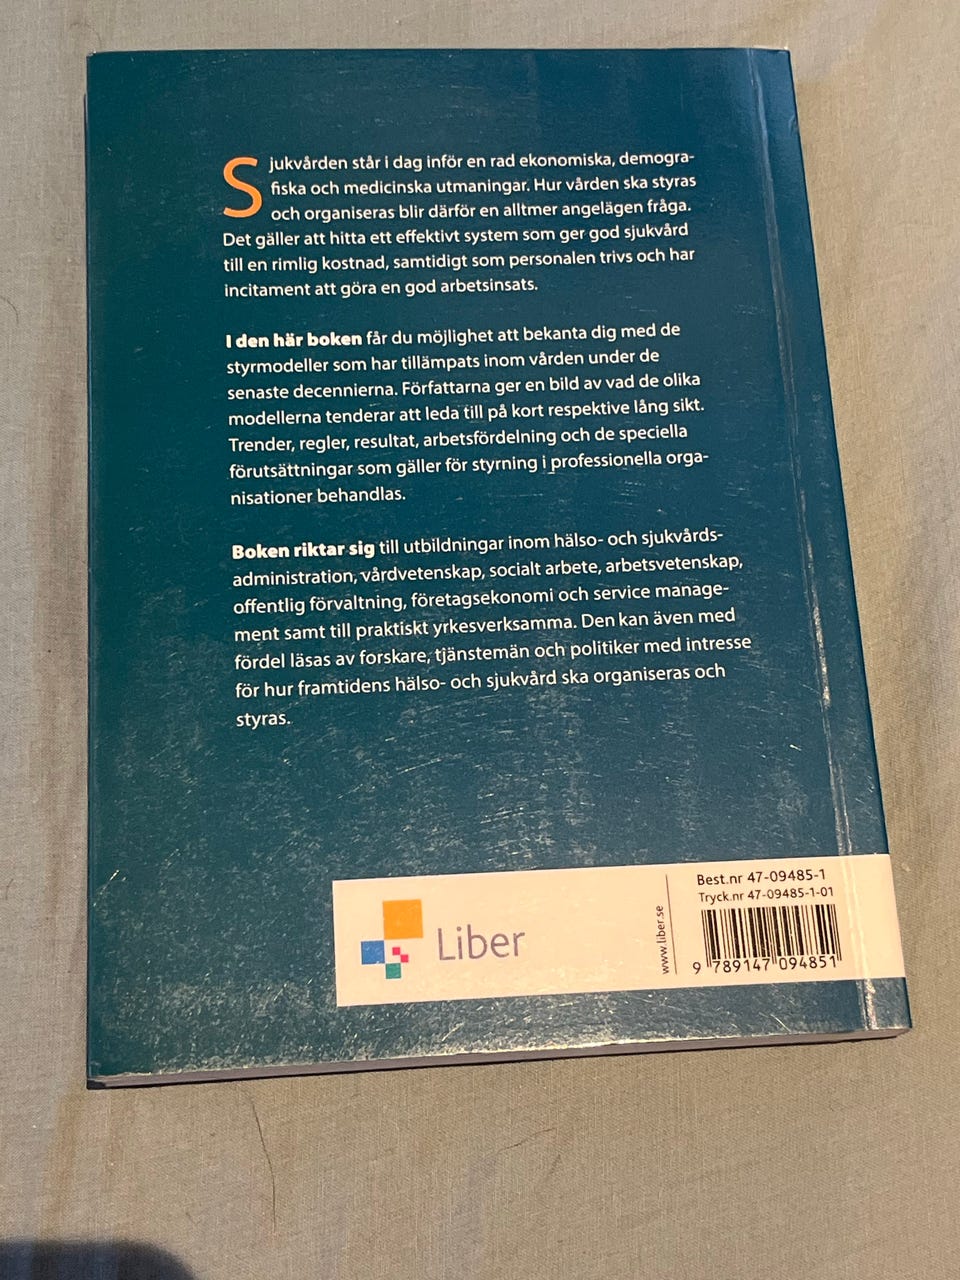 Sjukvården står i dag inför en rad ekonomiska, demogra-
fiska och medicinska utmaningar. Hur vården ska styras
och organiseras blir därför en alltmer angelägen fråga.
Det gäller att hitta ett effektivt system som ger god sjukvård
till en rimlig kostnad, samtidigt som personalen trivs och har
incitament att göra en god arbetsinsats.
I den här boken får du möjlighet att bekanta dig med de
styrmodeller som har tillämpats inom vården under de
senaste decennierna. Författarna ger en bild av vad de olika
modellerna tenderar att leda till på kort respektive lång sikt.
Trender, regler, resultat, arbetsfördelning och de speciella
förutsättningar som gäller för styrning i professionella orga-
nisationer behandlas.
Boken riktar sig till utbildningar inom hälso- och sjukvårds-
administration, vårdvetenskap, socialt arbete, arbetsvetenskap,
offentlig förvaltning, företagsekonomi och service manage-
ment samt till praktiskt yrkesverksamma. Den kan även med
fördel läsas av forskare, tjänstemän och politiker med intresse
för hur framtidens hälso- och sjukvård ska organiseras och
styras.
Liber
www.liber.se
Best.nr 47-09485-1
Tryck.nr 47-09485-1-01
9 789147 094851